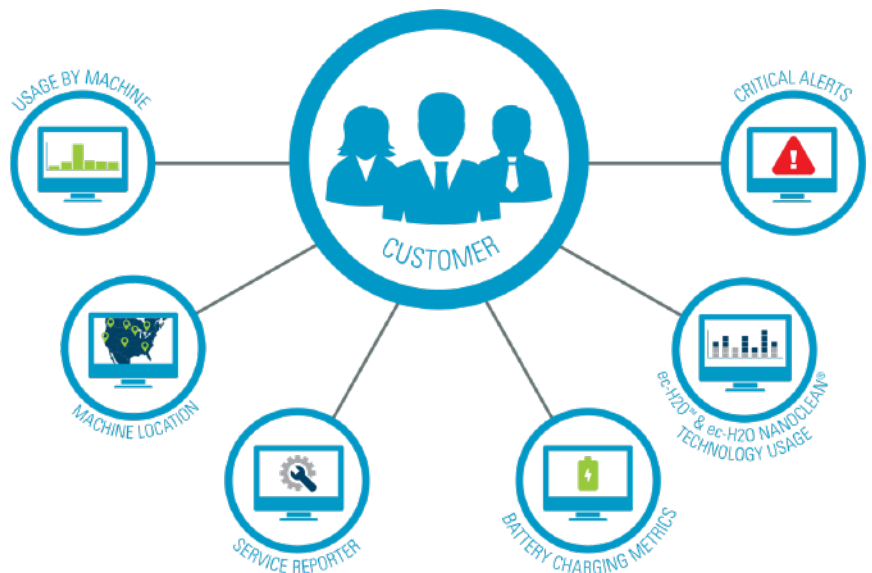 USAGE BY MACHINE
CRITICAL ALERTS
CUSTOMER
MACHINE LOCATION
ec-H2O™ & ec-H2O NANOCLEAN®
TECHNOLOGY USAGE
SERVICE REPORTER
BATTERY CHARGING METRICS